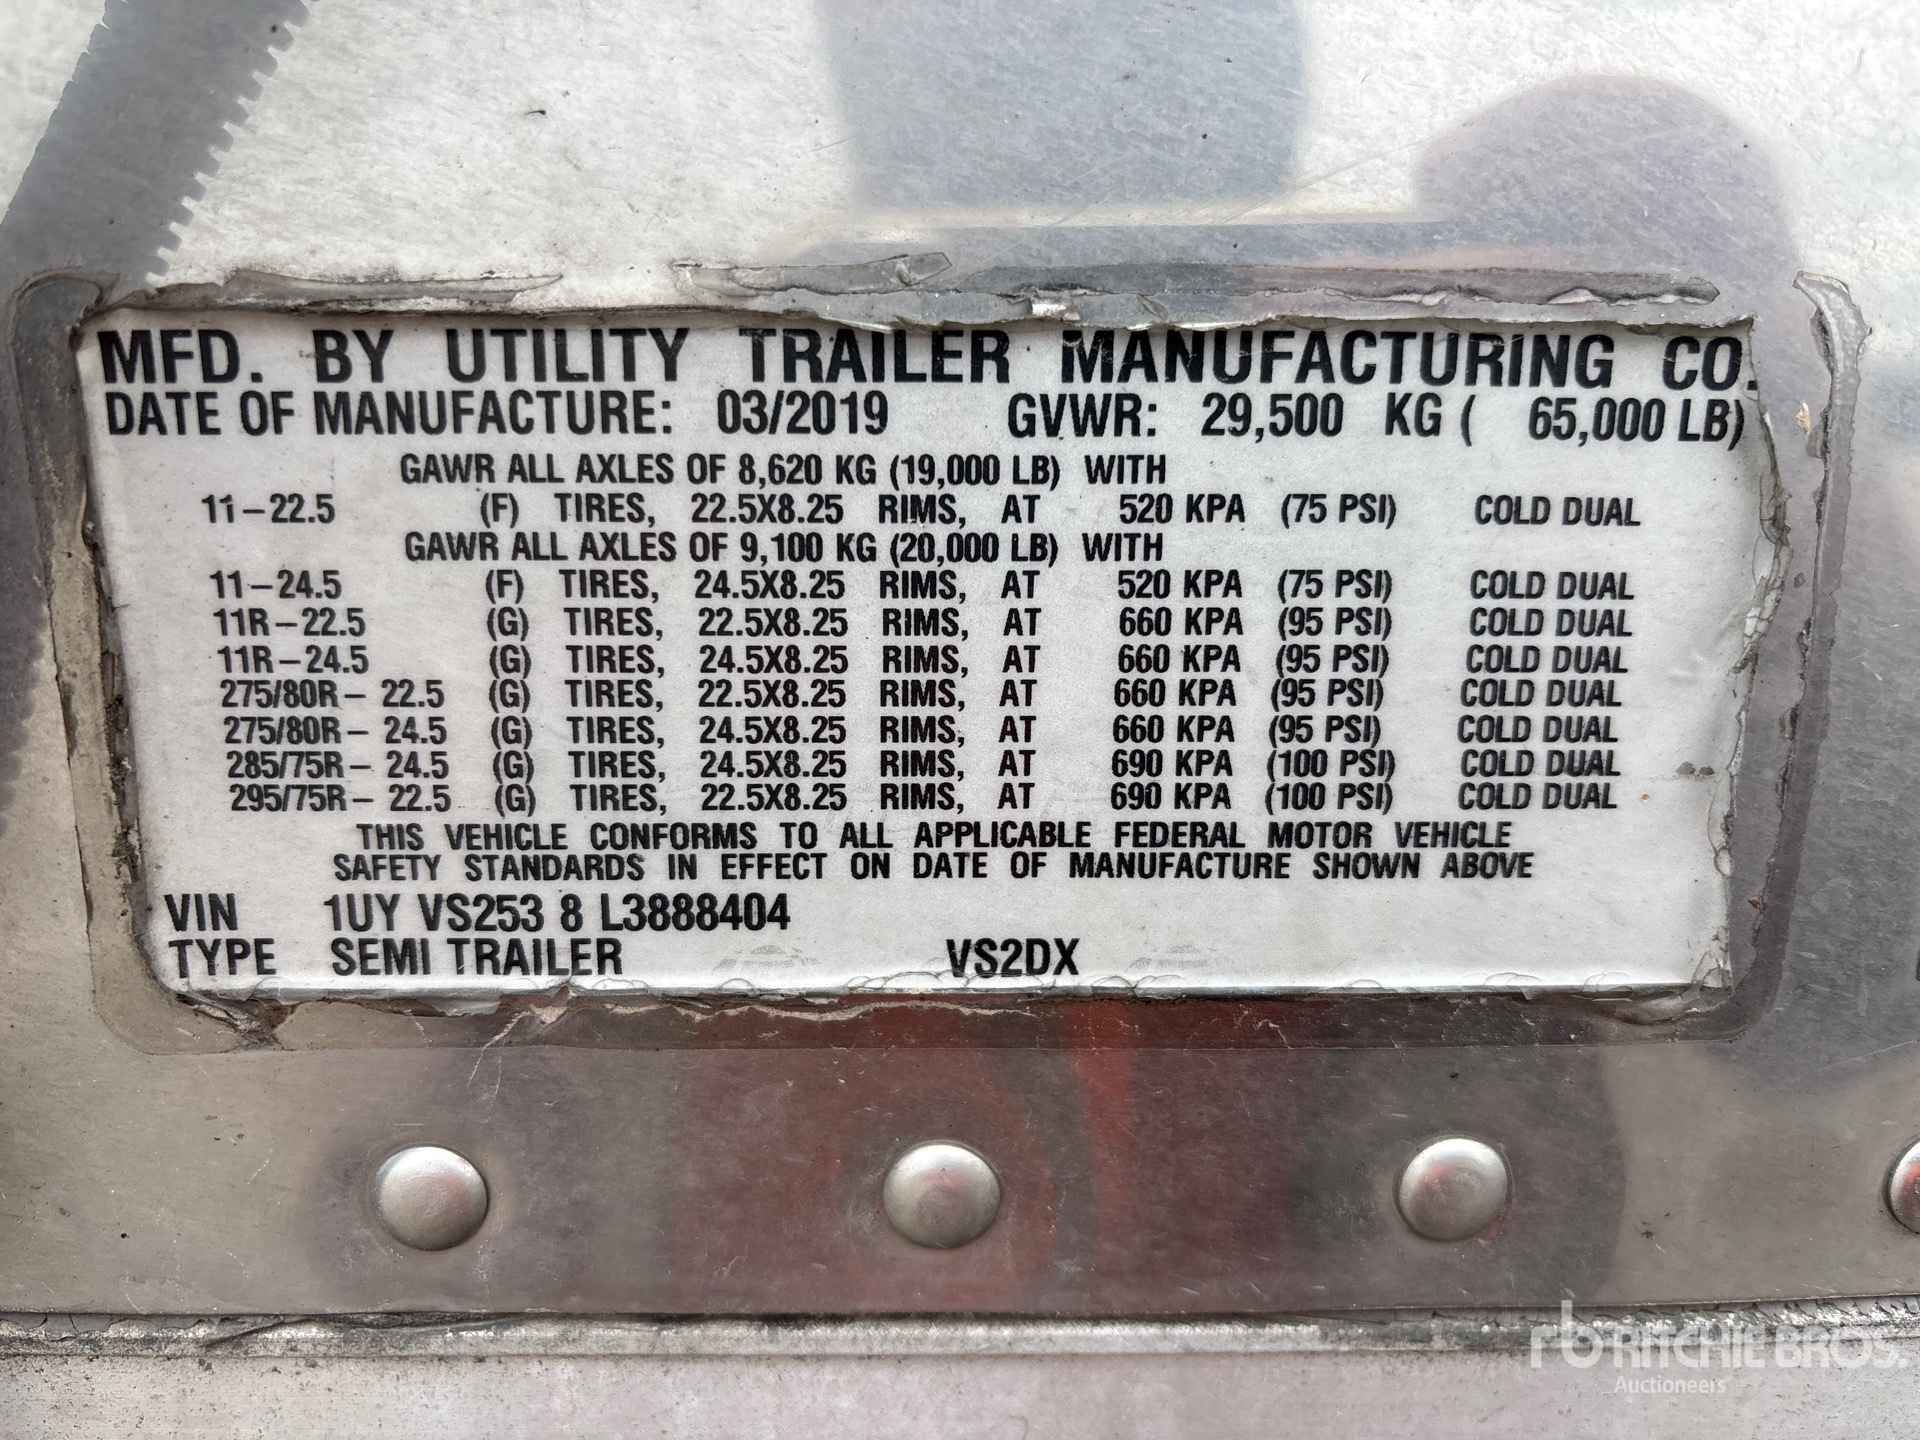 MFD. BY UTILITY TRAILER MANUFACTURING CO.
DATE OF MANUFACTURE: 03/2019 GVWR: 29,500 KG ( 65,000 LB)
GAWR ALL AXLES OF 8,620 KG (19,000 LB) WITH
11-22.5 (F) TIRES, 22.5X8.25 RIMS, AT 520 KPA (75 PSI) COLD DUAL
GAWR ALL AXLES OF 9,100 KG (20,000 LB) WITH
11-24.5 (F) TIRES, 24.5X8.25 RIMS, AT 520 KPA (75 PSI) COLD DUAL
11R-22.5 (G) TIRES, 22.5X8.25 RIMS, AT 660 KPA (95 PSI) COLD DUAL
11R-24.5 (G) TIRES, 24.5X8.25 RIMS, AT 660 KPA (95 PSI) COLD DUAL
275/80R- 22.5 (G) TIRES, 22.5X8.25 RIMS, AT 660 KPA (95 PSI) COLD DUAL
275/80R- 24.5 (G) TIRES, 24.5X8.25 RIMS, AT 660 KPA (95 PSI) COLD DUAL
285/75R- 24.5 (G) TIRES, 24.5X8.25 RIMS, AT 690 KPA (100 PSI) COLD DUAL
295/75R- 22.5 (G) TIRES, 22.5X8.25 RIMS, AT 690 KPA (100 PSI) COLD DUAL
THIS VEHICLE CONFORMS TO ALL APPLICABLE FEDERAL MOTOR VEHICLE
SAFETY STANDARDS IN EFFECT ON DATE OF MANUFACTURE SHOWN ABOVE
VIN 1UY VS253 8 L3888404
TYPE SEMI TRAILER VS2DX
rb RITCHIE BROS.
Auctioneers